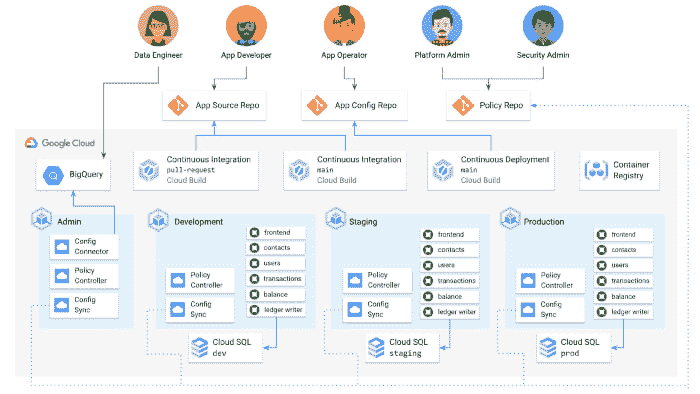 Data Engineer
App Developer
App Operator
Platform Admin
Security Admin
App Source Repo
App Config Repo
Policy Repo
Google Cloud
BigQuery
Continuous Integration
pull-request
Cloud Build
Continuous Integration
main
Cloud Build
Continuous Deployment
main
Cloud Build
Container
Registry
Admin
Config
Connector
Policy
Controller
Config
Sync
Development
Policy
Controller
Config
Sync
frontend
contacts
users
transactions
balance
ledger writer
Cloud SQL
dev
Staging
Policy
Controller
Config
Sync
frontend
contacts
users
transactions
balance
ledger writer
Cloud SQL
staging
Production
Policy
Controller
Config
Sync
frontend
contacts
users
transactions
balance
ledger writer
Cloud SQL
prod